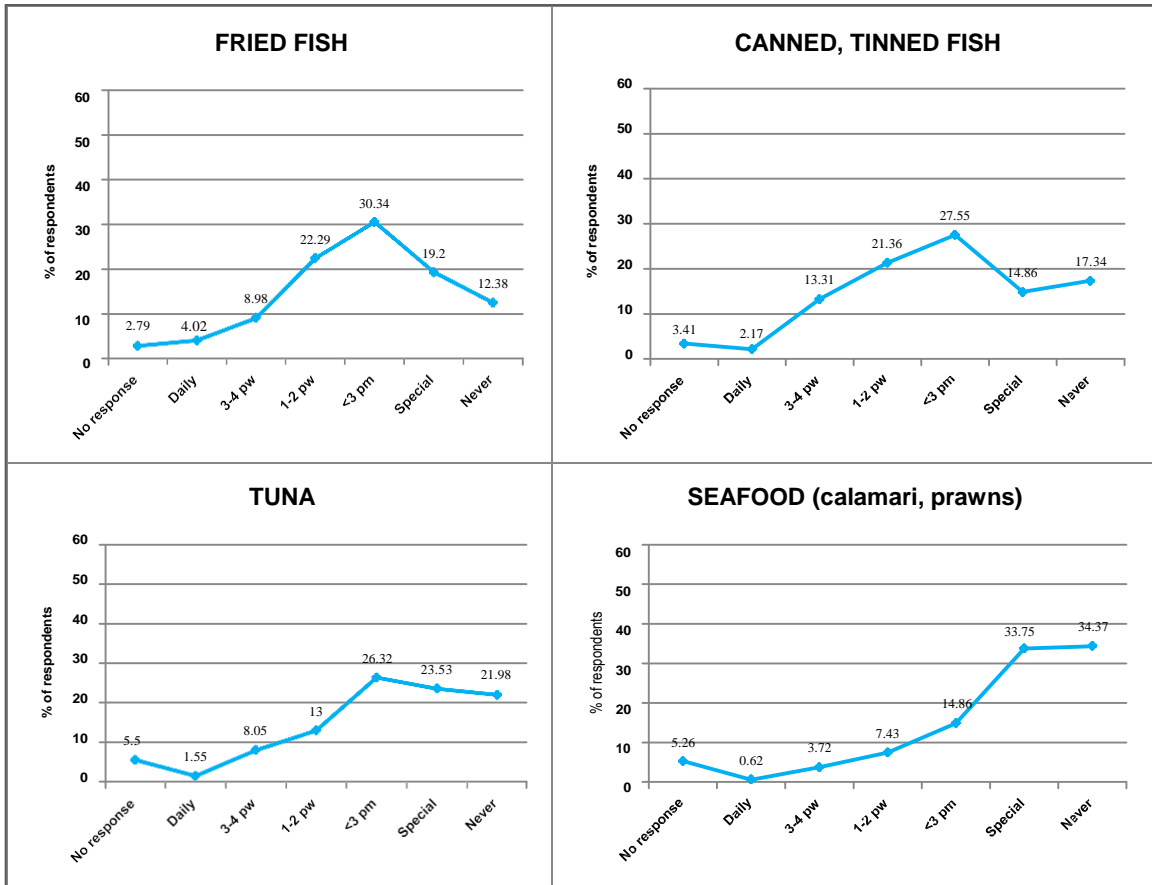 FRIED FISH
% of respondents
60
50
40
30
20
10
0
2.79
4.02
8.98
22.29
30.34
19.2
12.38
No response
Daily
3-4 pw
1-2 pw
<3 pm
Special
Never
CANNED, TINNED FISH
% of respondents
60
50
40
30
20
10
0
3.41
2.17
13.31
21.36
27.55
14.86
17.34
No response
Daily
3-4 pw
1-2 pw
<3 pm
Special
Never
TUNA
% of respondents
60
50
40
30
20
10
0
5.5
1.55
8.05
13
26.32
23.53
21.98
No response
Daily
3-4 pw
1-2 pw
<3 pm
Special
Never
SEAFOOD (calamari, prawns)
% of respondents
60
50
40
30
20
10
0
5.26
0.62
3.72
7.43
14.86
33.75
34.37
No response
Daily
3-4 pw
1-2 pw
<3 pm
Special
Never